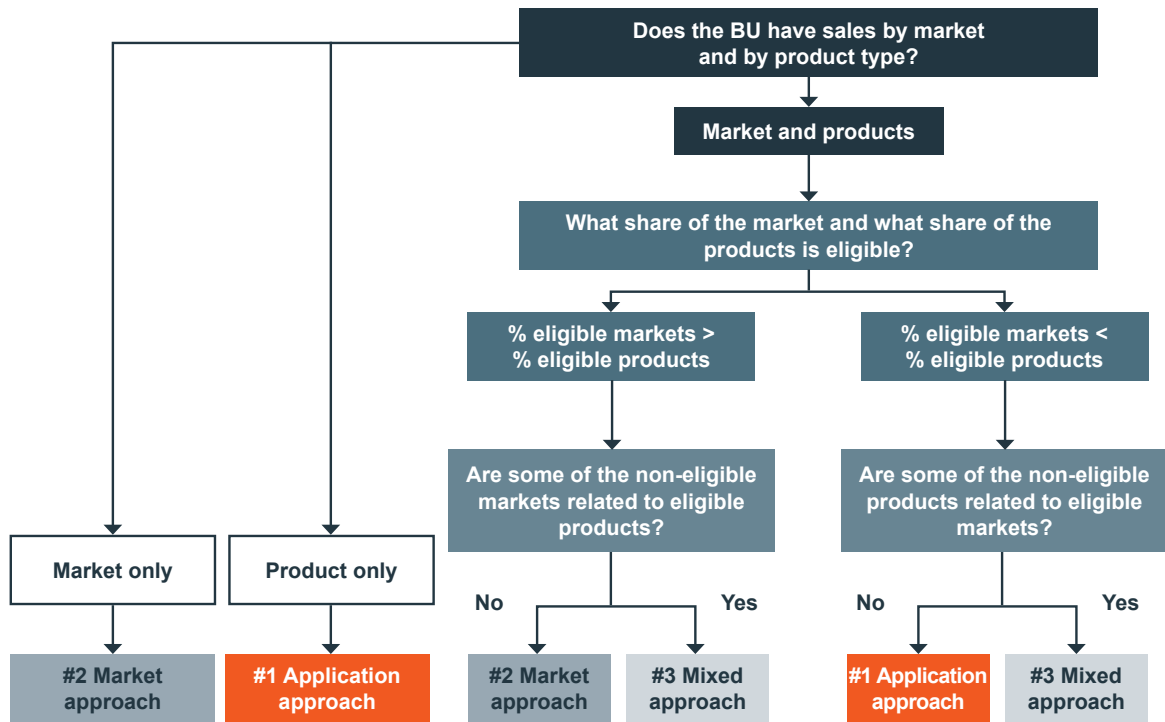 Does the BU have sales by market
and by product type?
Market and products
What share of the market and what share of the
products is eligible?
% eligible markets >
% eligible products
% eligible markets <
% eligible products
Are some of the non-eligible
markets related to eligible
products?
Are some of the non-eligible
products related to eligible
markets?
Market only
Product only
No
Yes
No
Yes
#2 Market
approach
#1 Application
approach
#2 Market
approach
#3 Mixed
approach
#1 Application
approach
#3 Mixed
approach